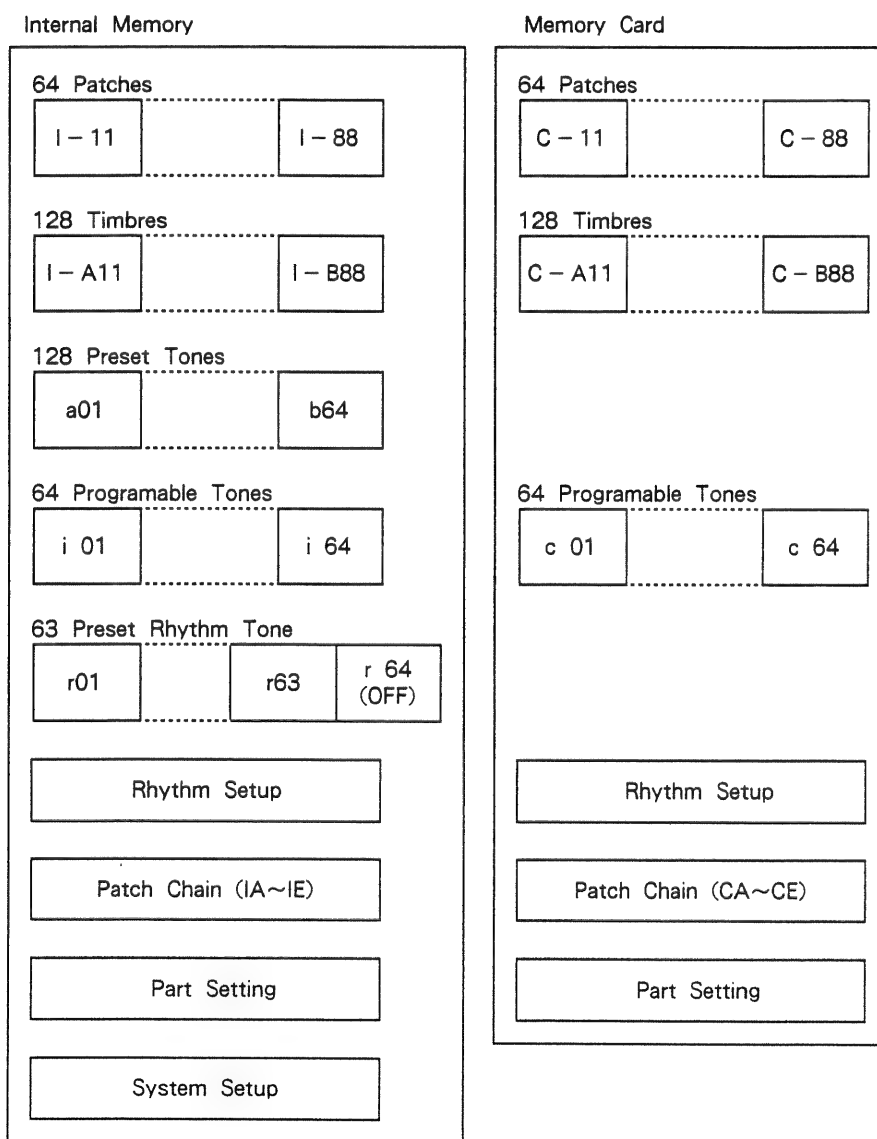 Internal Memory
64 Patches
I – 11
I – 88
128 Timbres
I – A11
I – B88
128 Preset Tones
a01
b64
64 Programable Tones
i 01
i 64
63 Preset Rhythm Tone
r01
r63
r 64
(OFF)
Rhythm Setup
Patch Chain (IA~IE)
Part Setting
System Setup
Memory Card
64 Patches
C – 11
C – 88
128 Timbres
C – A11
C – B88
64 Programable Tones
c 01
c 64
Rhythm Setup
Patch Chain (CA~CE)
Part Setting